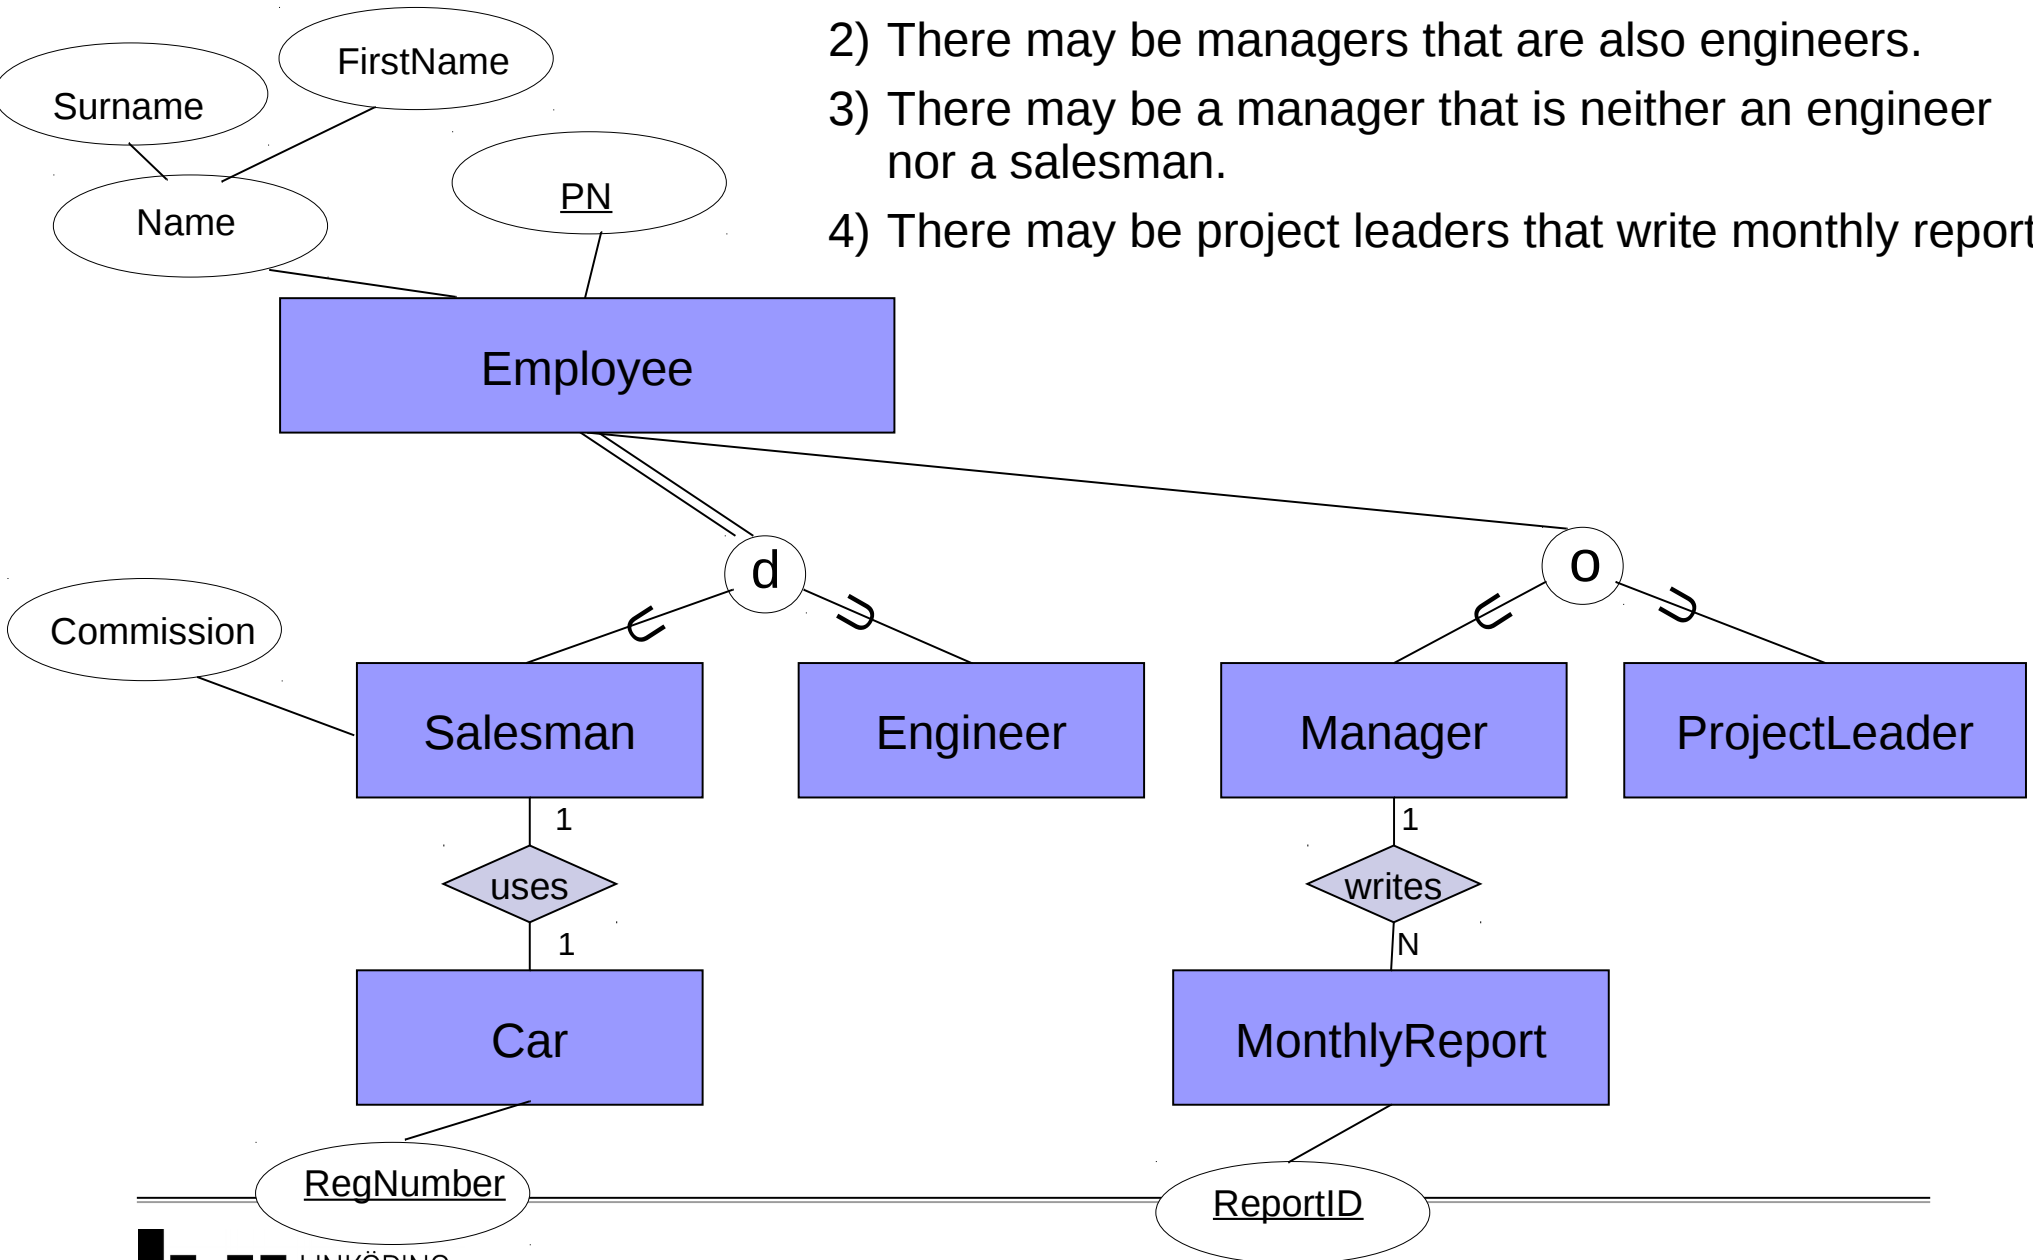 FirstName
Surname
Name
PN
2) There may be managers that are also engineers.
3) There may be a manager that is neither an engineer
nor a salesman.
4) There may be project leaders that write monthly report
Employee
d
o
Commission
Salesman
Engineer
Manager
ProjectLeader
1
1
uses
writes
1
N
Car
MonthlyReport
RegNumber
ReportID
LINKÖPING